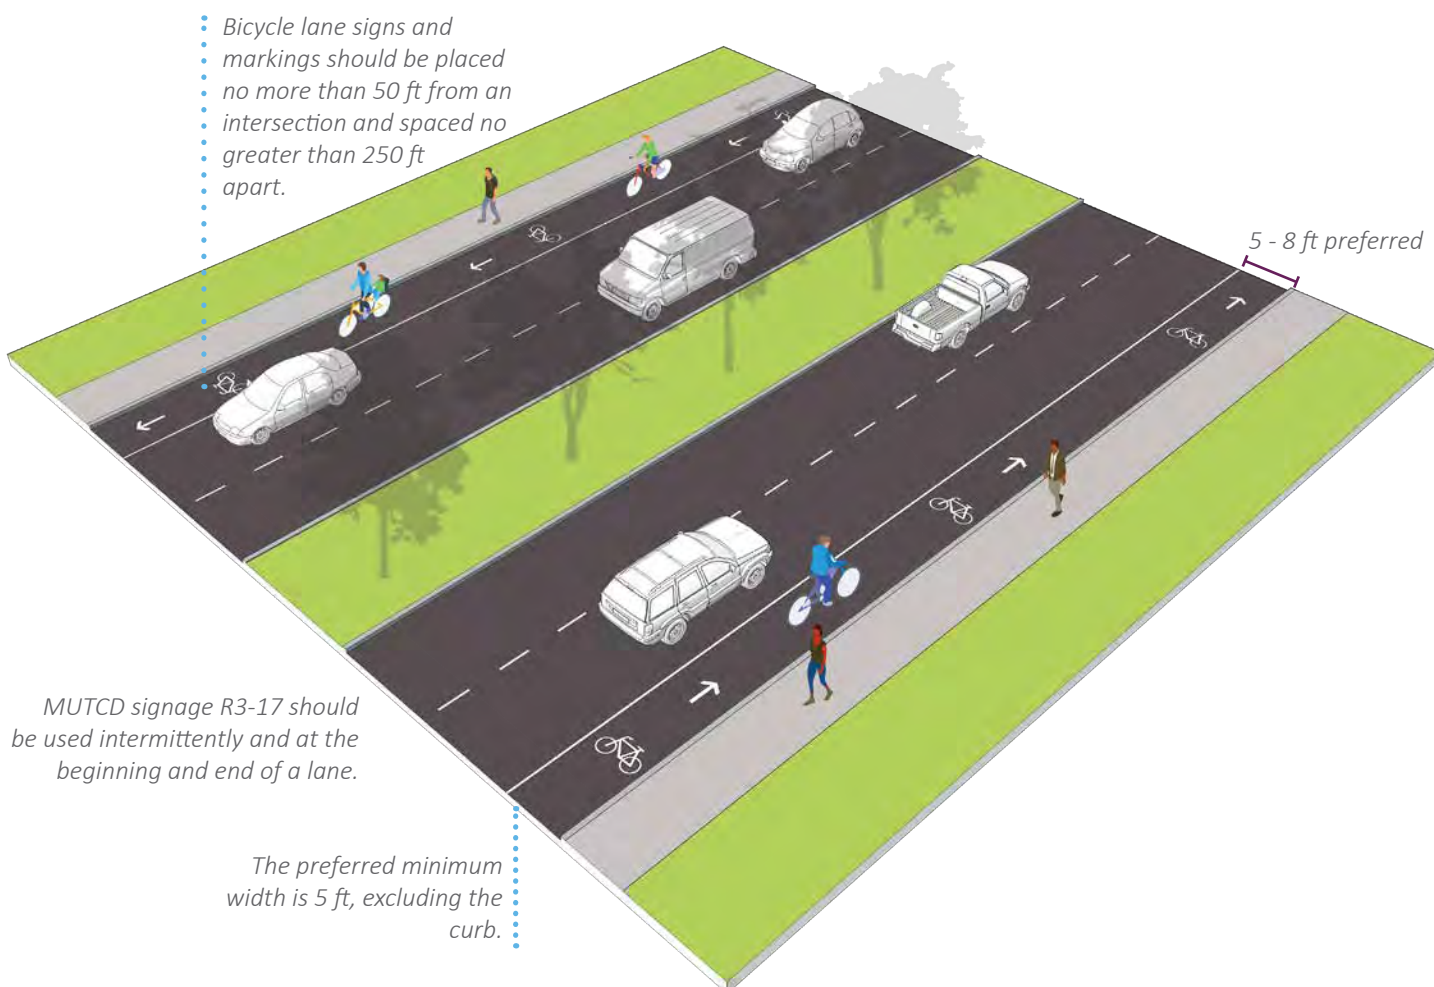 Bicycle lane signs and
markings should be placed
no more than 50 ft from an
intersection and spaced no
greater than 250 ft
apart.
5 - 8 ft preferred
MUTCD signage R3-17 should
be used intermittently and at the
beginning and end of a lane.
The preferred minimum
width is 5 ft, excluding the
curb.